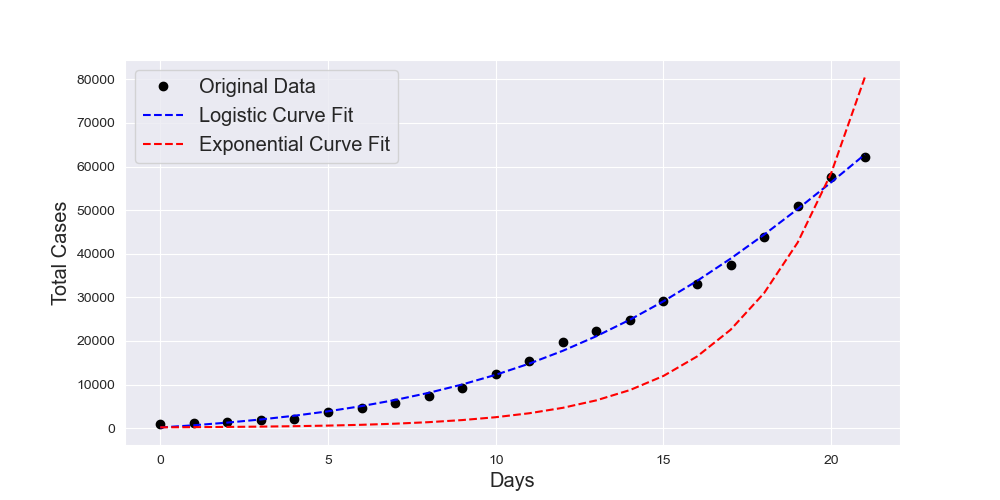 Original Data
Logistic Curve Fit
Exponential Curve Fit
80000
70000
60000
50000
40000
30000
20000
10000
0
Total Cases
0 5 10 15 20
Days